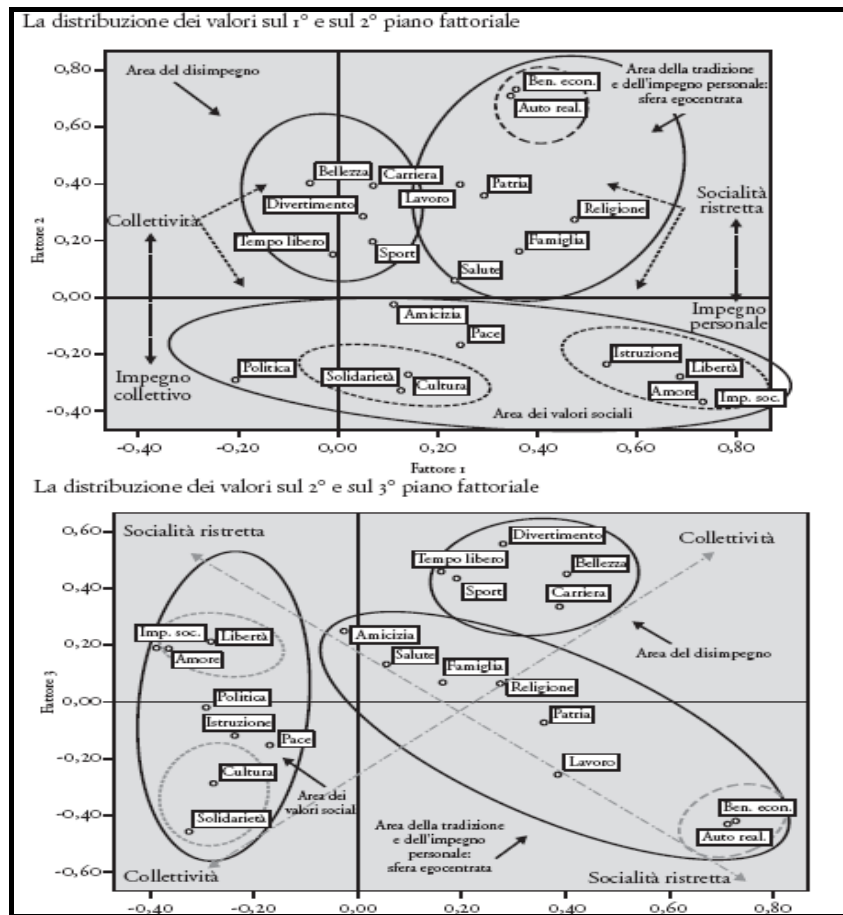 La distribuzione dei valori sul 1° e sul 2° piano fattoriale
0,80
0,60
0,40
0,20
0,00
-0,20
-0,40
Fattore 2
Area del disimpegno
Ben. econ.
Auto real.
Area della tradizione
e dell'impegno personale:
sfera egocentrata
Bellezza
Carriera
Lavoro
Patria
Divertimento
Religione
Collettività
Socialità
ristretta
Tempo libero
Sport
Famiglia
Salute
Amicizia
Pace
Impegno
personale
Impegno
collettivo
Politica
Solidarietà
Cultura
Istruzione
Libertà
Amore
Imp. soc.
Area dei valori sociali
-0,40
-0,20
0,00
0,20
0,40
0,60
0,80
Fattore 1
La distribuzione dei valori sul 2° e sul 3° piano fattoriale
0,60
0,40
0,20
0,00
-0,20
-0,40
-0,60
Fattore 3
Socialità ristretta
Divertimento
Collettività
Tempo libero
Bellezza
Sport
Carriera
Imp. soc.
Libertà
Amore
Amicizia
Salute
Famiglia
Area del disimpegno
Religione
Politica
Istruzione
Pace
Patria
Cultura
Lavoro
Area dei
valori social
Solidarietà
Ben. econ.
Auto real.
Area della tradizione
e dell'impegno
personale:
sfera egocentrata
Collettività
Socialità ristretta
-0,40
-0,20
0,00
0,20
0,40
0,60
0,80